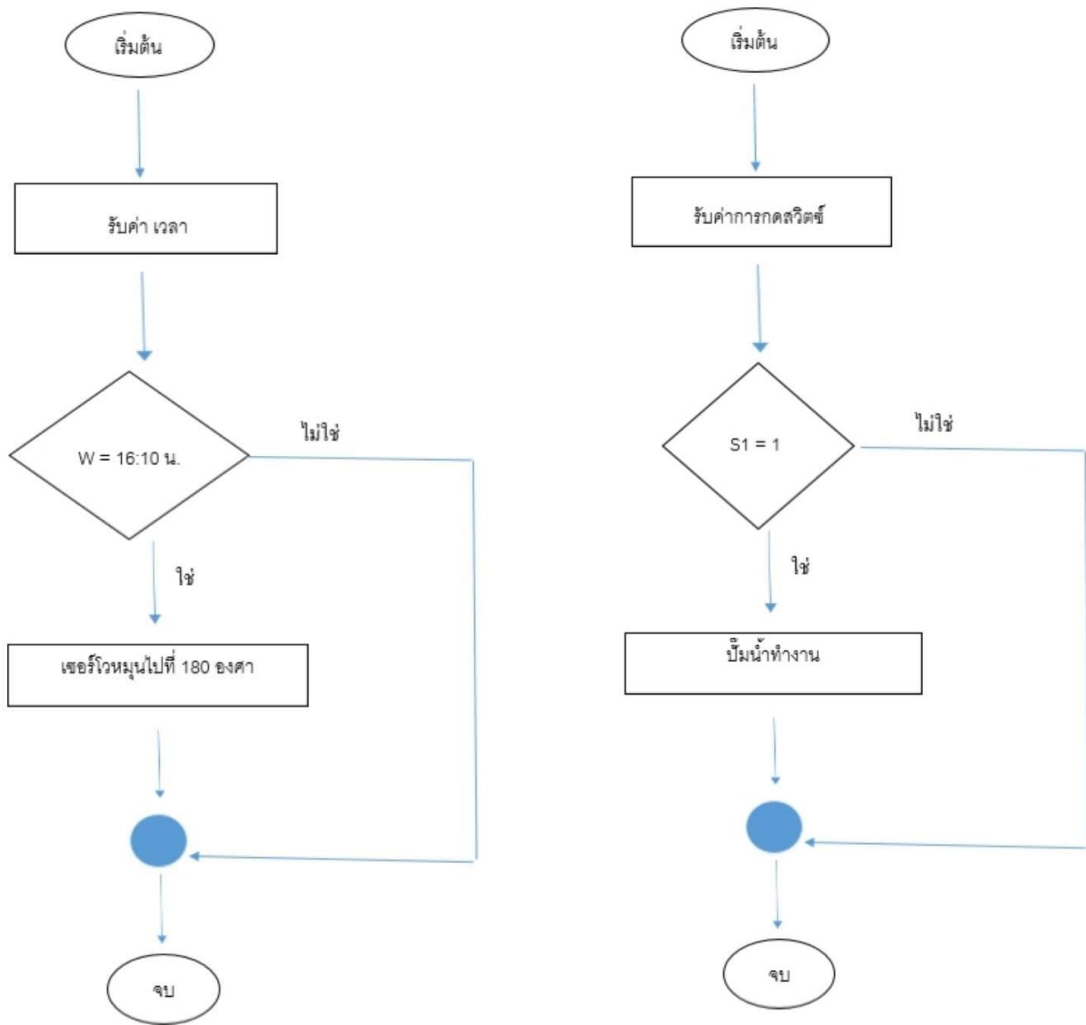 เริ่มต้น
รับค่า เวลา
W = 16:10 น.
ไม่ใช่
ใช่
เซอร์โวหมุนไปที่ 180 องศา
จบ
เริ่มต้น
รับค่าการกดสวิตซ์
S1 = 1
ไม่ใช่
ใช่
ปั๊มน้ำทำงาน
จบ